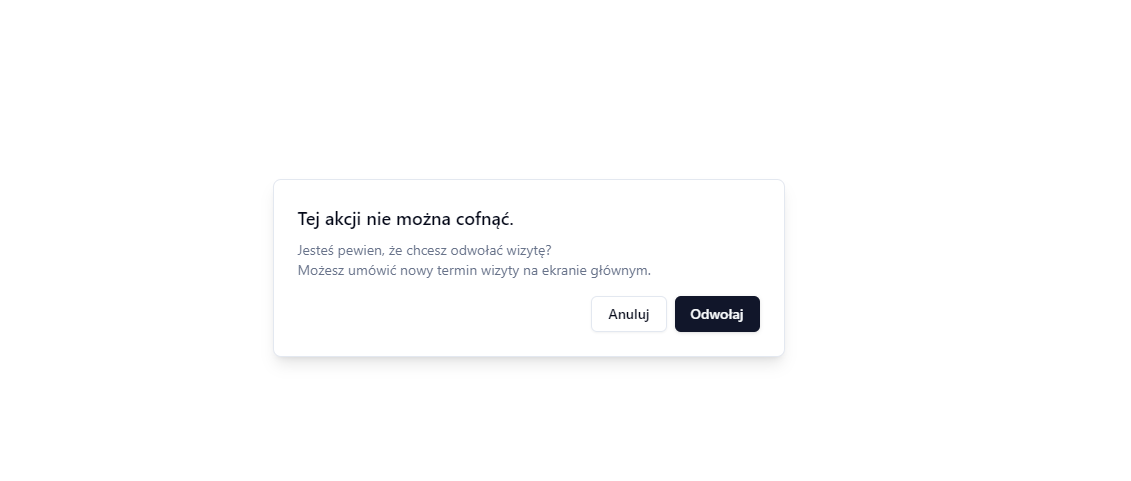 Tej akcji nie można cofnąć.
Jesteś pewien, że chcesz odwołać wizytę?
Możesz umówić nowy termin wizyty na ekranie głównym.
Anuluj Odwołaj